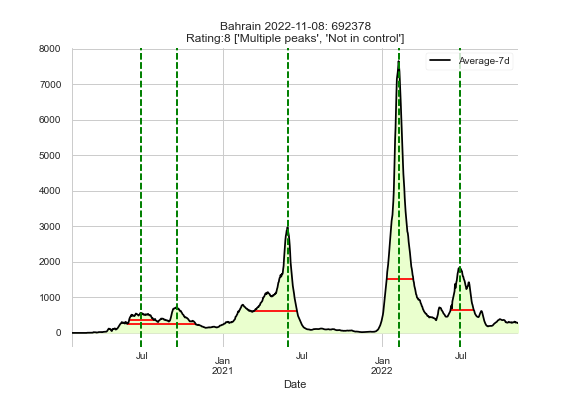 Bahrain 2022-11-08: 692378
Rating:8 ['Multiple peaks', 'Not in control']
8000
7000
6000
5000
4000
3000
2000
1000
0
Average-7d
Jul
Jan
2021
Jul
Jan
2022
Jul
Date